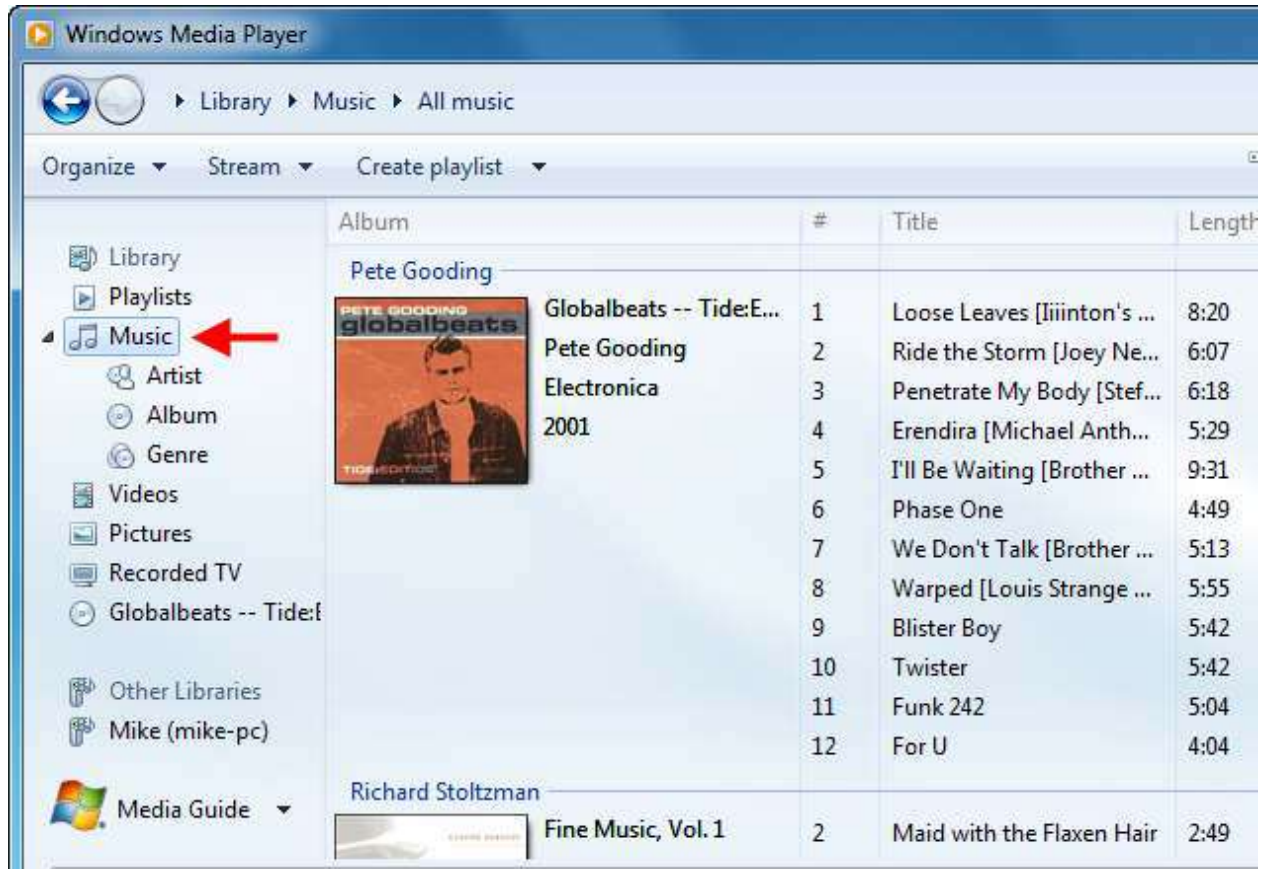 Windows Media Player
Library Music All music
Organize Stream Create playlist
Album # Title Length
Library
Playlists
Music
Artist
Album
Genre
Videos
Pictures
Recorded TV
Globalbeats -- Tide:E
Other Libraries
Mike (mike-pc)
Media Guide
Pete Gooding
PETE GOODING
globalbeats
TIDE:EDITION
Globalbeats -- Tide:E...
Pete Gooding
Electronica
2001
1 Loose Leaves [Iiiinton's ... 8:20
2 Ride the Storm [Joey Ne... 6:07
3 Penetrate My Body [Stef... 6:18
4 Erendira [Michael Anth... 5:29
5 I'll Be Waiting [Brother ... 9:31
6 Phase One 4:49
7 We Don't Talk [Brother ... 5:13
8 Warped [Louis Strange ... 5:55
9 Blister Boy 5:42
10 Twister 5:42
11 Funk 242 5:04
12 For U 4:04
Richard Stoltzman
Fine Music, Vol. 1
2 Maid with the Flaxen Hair 2:49